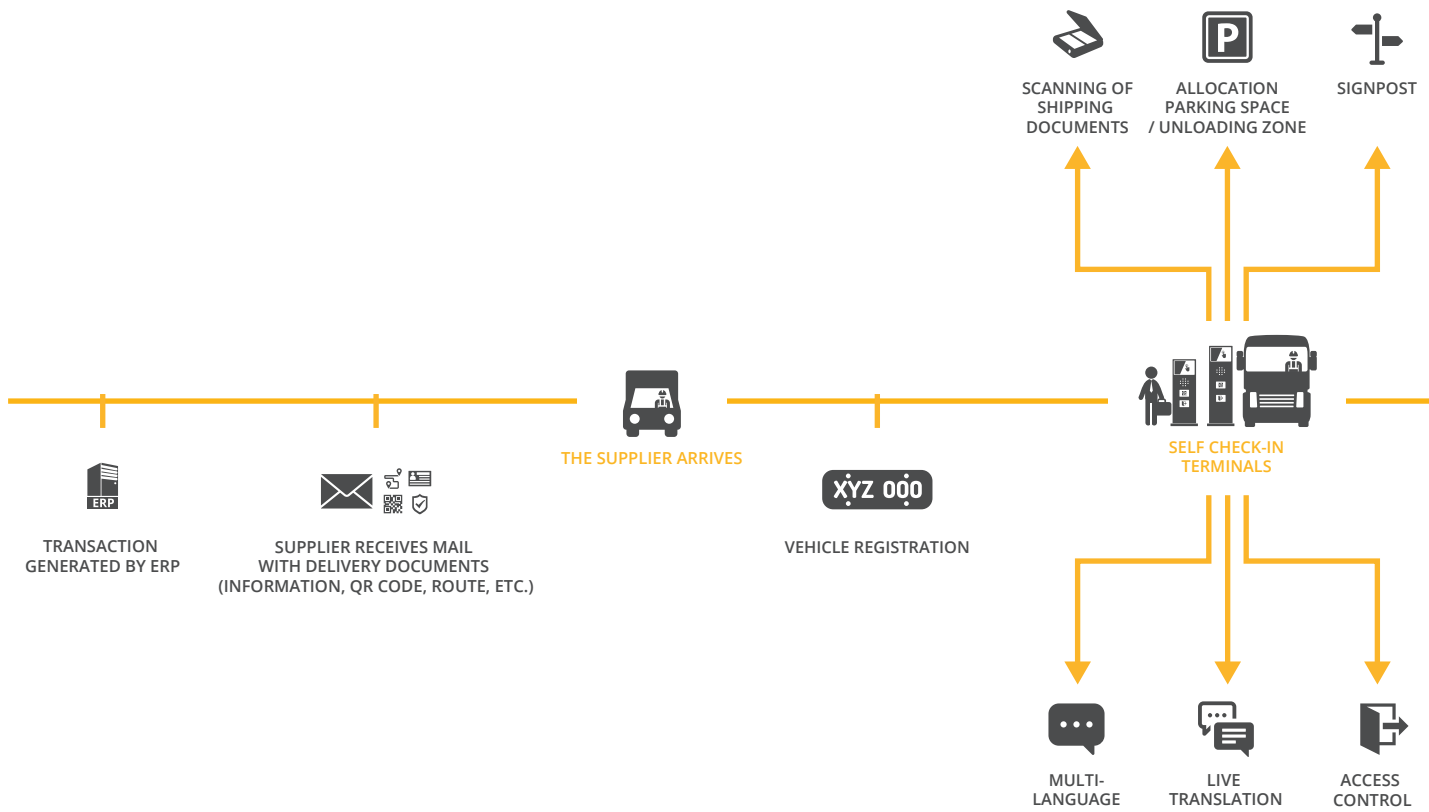 SCANNING OF
SHIPPING
DOCUMENTS
ALLOCATION
PARKING SPACE
/ UNLOADING ZONE
SIGNPOST
P
THE SUPPLIER ARRIVES
SELF CHECK-IN
TERMINALS
ERP
TRANSACTION
GENERATED BY ERP
SUPPLIER RECEIVES MAIL
WITH DELIVERY DOCUMENTS
(INFORMATION, QR CODE, ROUTE, ETC.)
XYZ 000
VEHICLE REGISTRATION
MULTI-
LANGUAGE
LIVE
TRANSLATION
ACCESS
CONTROL